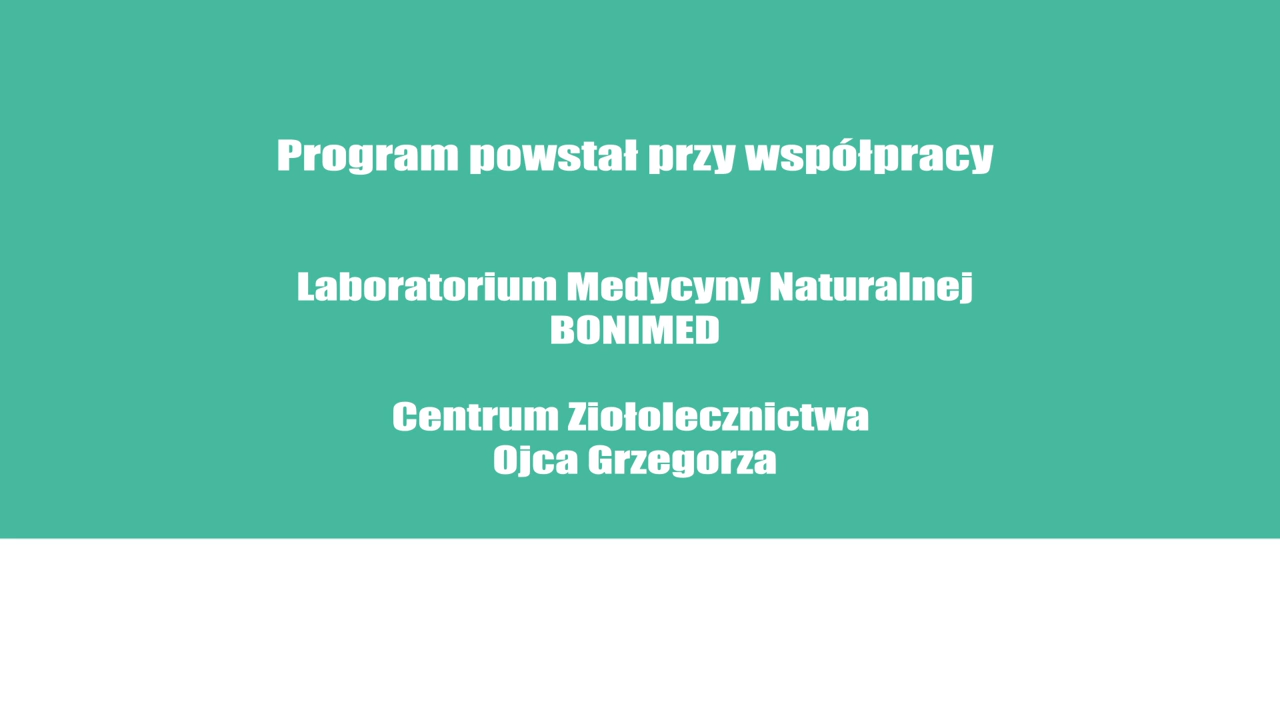 Program powstał przy współpracy
Laboratorium Medycyny Naturalnej
BONIMED
Centrum Ziołolecznictwa
Ojca Grzegorza